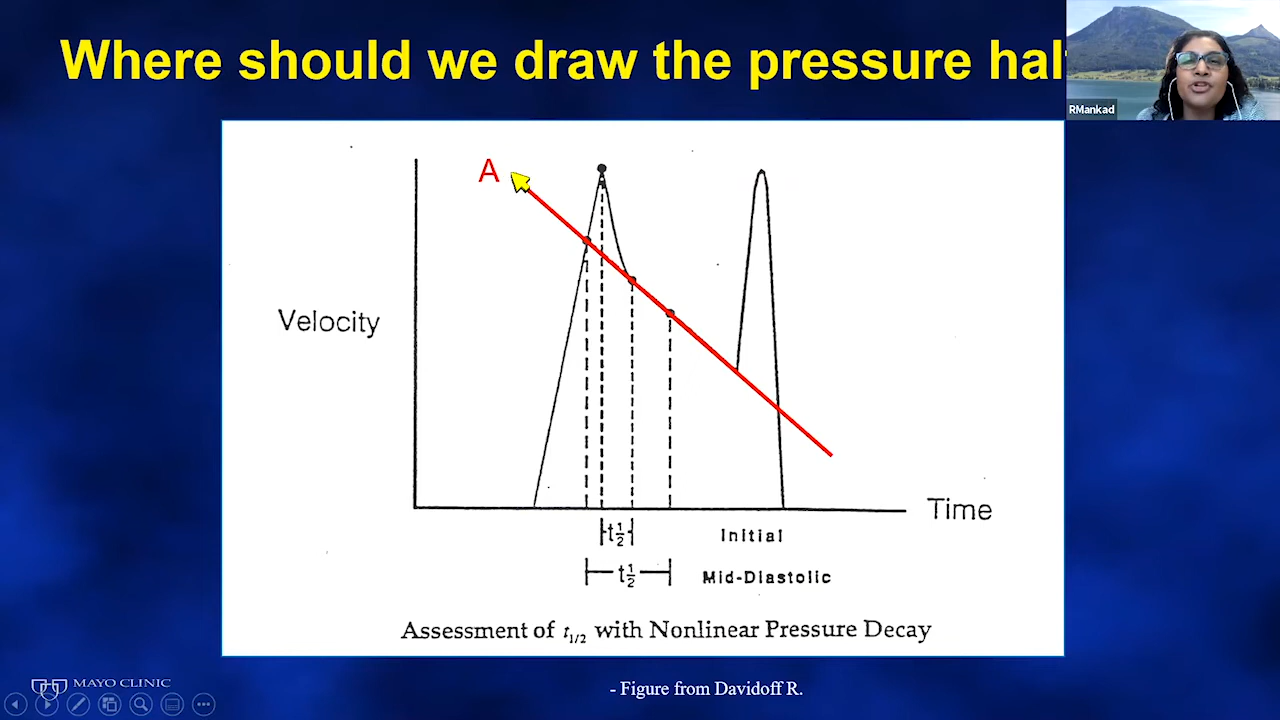 Where should we draw the pressure hal
RMankad
A
Velocity
Time
t½
Initial
t½
Mid-Diastolic
Assessment of t1/2 with Nonlinear Pressure Decay
MAYO CLINIC
- Figure from Davidoff R.